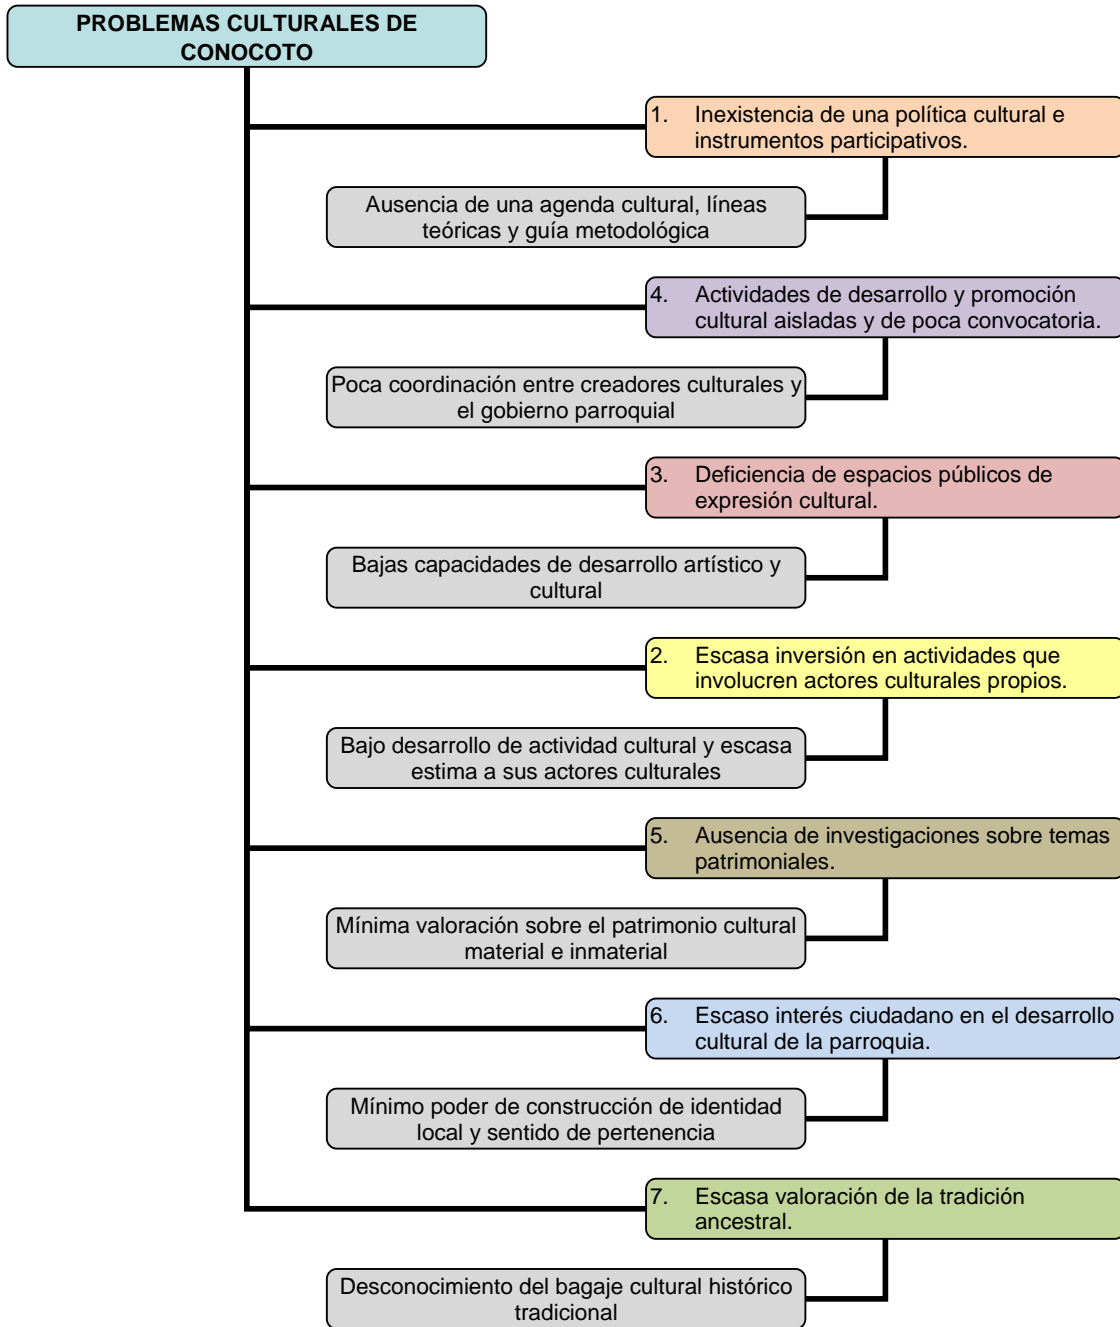 PROBLEMAS CULTURALES DE
CONOCOTO
1. Inexistencia de una política cultural e
instrumentos participativos.
Ausencia de una agenda cultural, líneas
teóricas y guía metodológica
4. Actividades de desarrollo y promoción
cultural aisladas y de poca convocatoria.
Poca coordinación entre creadores culturales y
el gobierno parroquial
3. Deficiencia de espacios públicos de
expresión cultural.
Bajas capacidades de desarrollo artístico y
cultural
2. Escasa inversión en actividades que
involucren actores culturales propios.
Bajo desarrollo de actividad cultural y escasa
estima a sus actores culturales
5. Ausencia de investigaciones sobre temas
patrimoniales.
Mínima valoración sobre el patrimonio cultural
material e inmaterial
6. Escaso interés ciudadano en el desarrollo
cultural de la parroquia.
Mínimo poder de construcción de identidad
local y sentido de pertenencia
7. Escasa valoración de la tradición
ancestral.
Desconocimiento del bagaje cultural histórico
tradicional